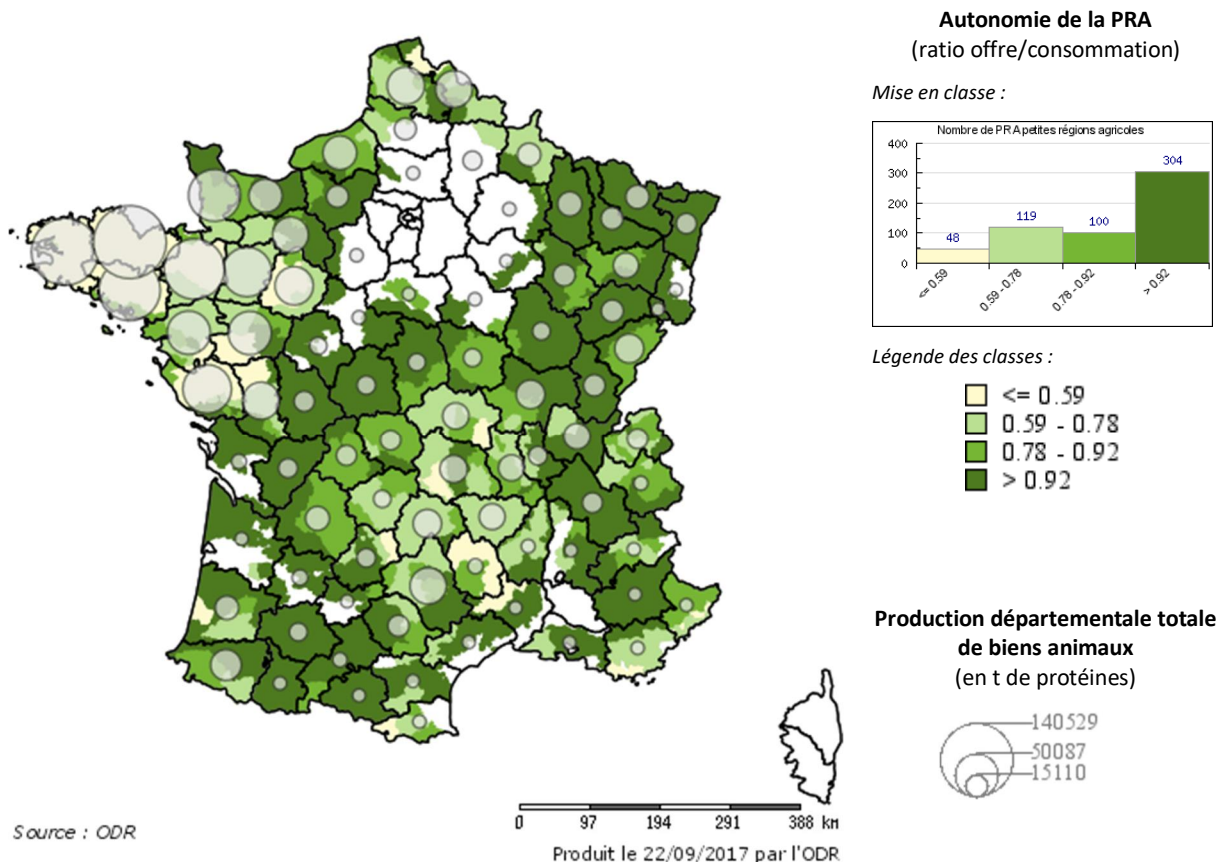 Autonomie de la PRA
(ratio offre/consommation)
Mise en classe :
Nombre de PRA petites régions agricoles
400
300
200
100
0
48
119
100
304
<= 0.59
0.59 - 0.78
0.78 - 0.92
> 0.92
Légende des classes :
<= 0.59
0.59 - 0.78
0.78 - 0.92
> 0.92
Production départementale totale
de biens animaux
(en t de protéines)
140529
50087
15110
0 97 194 291 388 km
Source : ODR
Produit le 22/09/2017 par l'ODR